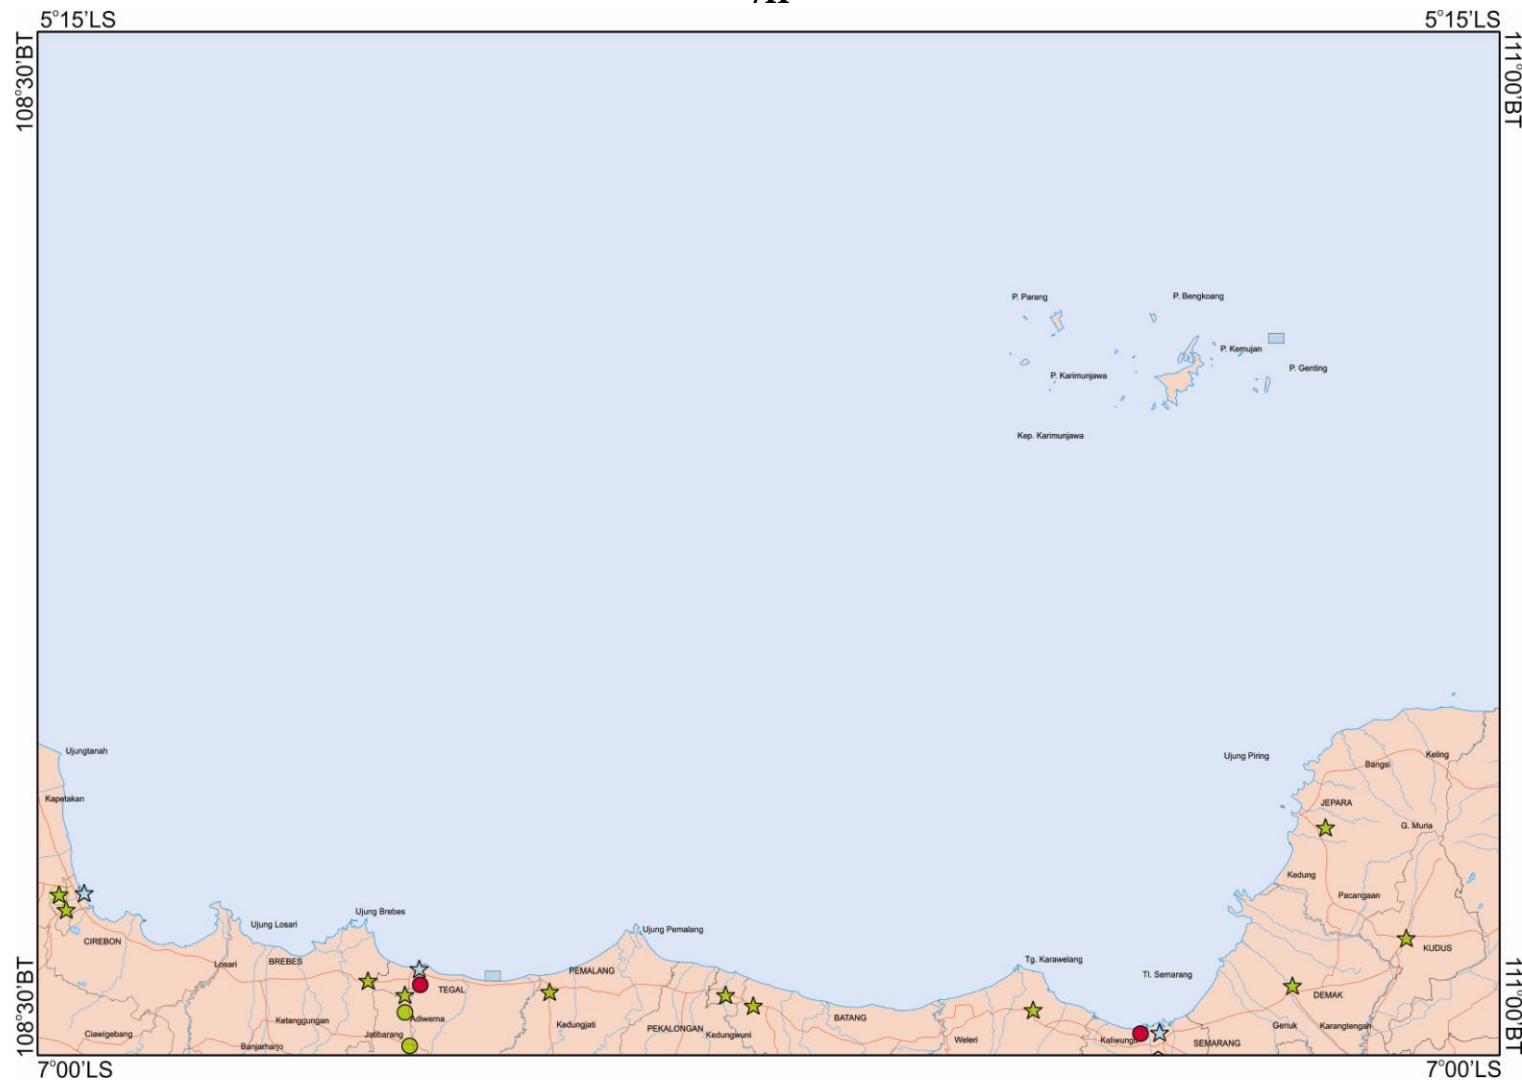 5°15'LS
5°15'LS
108°30'BT
111°00'BT
P. Parang
P. Bengkoang
P. Kemujan
P. Genting
P. Karimunjawa
Kep. Karimunjawa
Ujungtanah
Ujung Piring
Keling
Bangsi
Kapetakan
JEPARA
G. Muria
Kedung
Pacangaan
Ujung Brebes
Ujung Losari
Ujung Pemalang
CIREBON
KUDUS
Losari
BREBES
Tg. Karawelang
PEMALANG
Tl. Semarang
TEGAL
DEMAK
Ketanggungan
Adiwerna
BATANG
Kedungjati
Genuk
Karangtengah
Ciawigebang
Jatibarang
PEKALONGAN
Kedungwuni
Weleri
Kaliwungu
SEMARANG
Banjarharjo
108°30'BT
111°00'BT
7°00'LS
7°00'LS